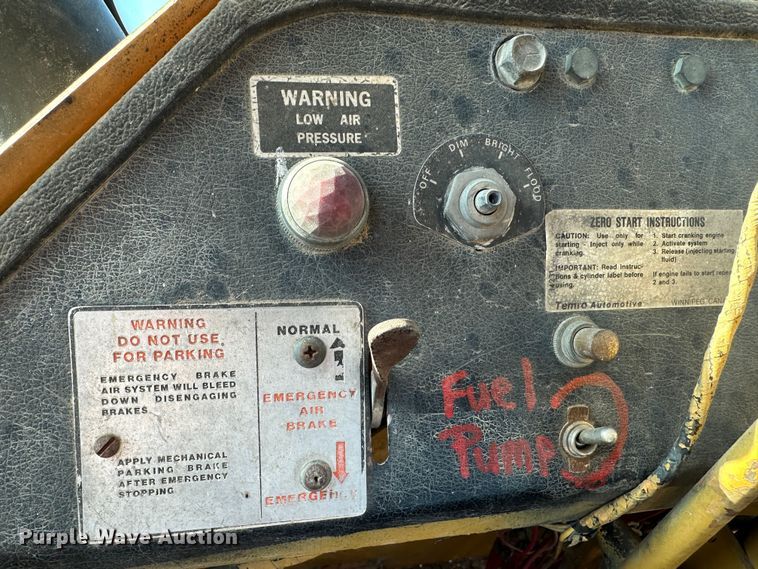 WARNING
LOW AIR
PRESSURE
OFF DIM BRIGHT FLOOD
ZERO START INSTRUCTIONS
CAUTION: Use only for
starting - Inject only while
cranking.
IMPORTANT: Read instruc-
tions & cylinder label before
using.
1. Start cranking engine
2. Activate system
3. Release (injecting starting
fluid)
If engine fails to start
2 and 3.
Temro Automotive
WINNIPEG,
WARNING
DO NOT USE
FOR PARKING
EMERGENCY BRAKE
AIR SYSTEM WILL BLEED
DOWN DISENGAGING
BRAKES.
APPLY MECHANICAL
PARKING BRAKE
AFTER EMERGENCY
STOPPING
NORMAL
EMERGENCY
AIR
BRAKE
EMERGENCY
Fuel
Pump
Purple Wave Auction